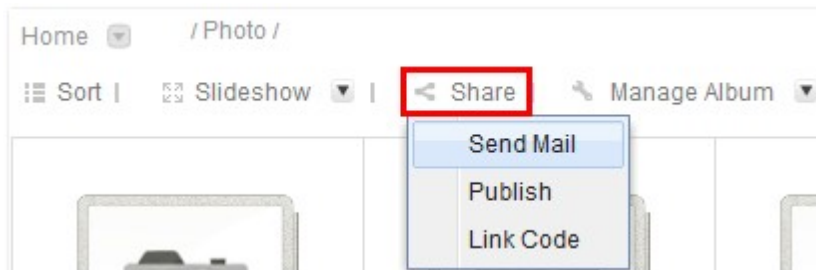 Home / Photo /
Sort | Slideshow | Share | Manage Album
Send Mail
Publish
Link Code